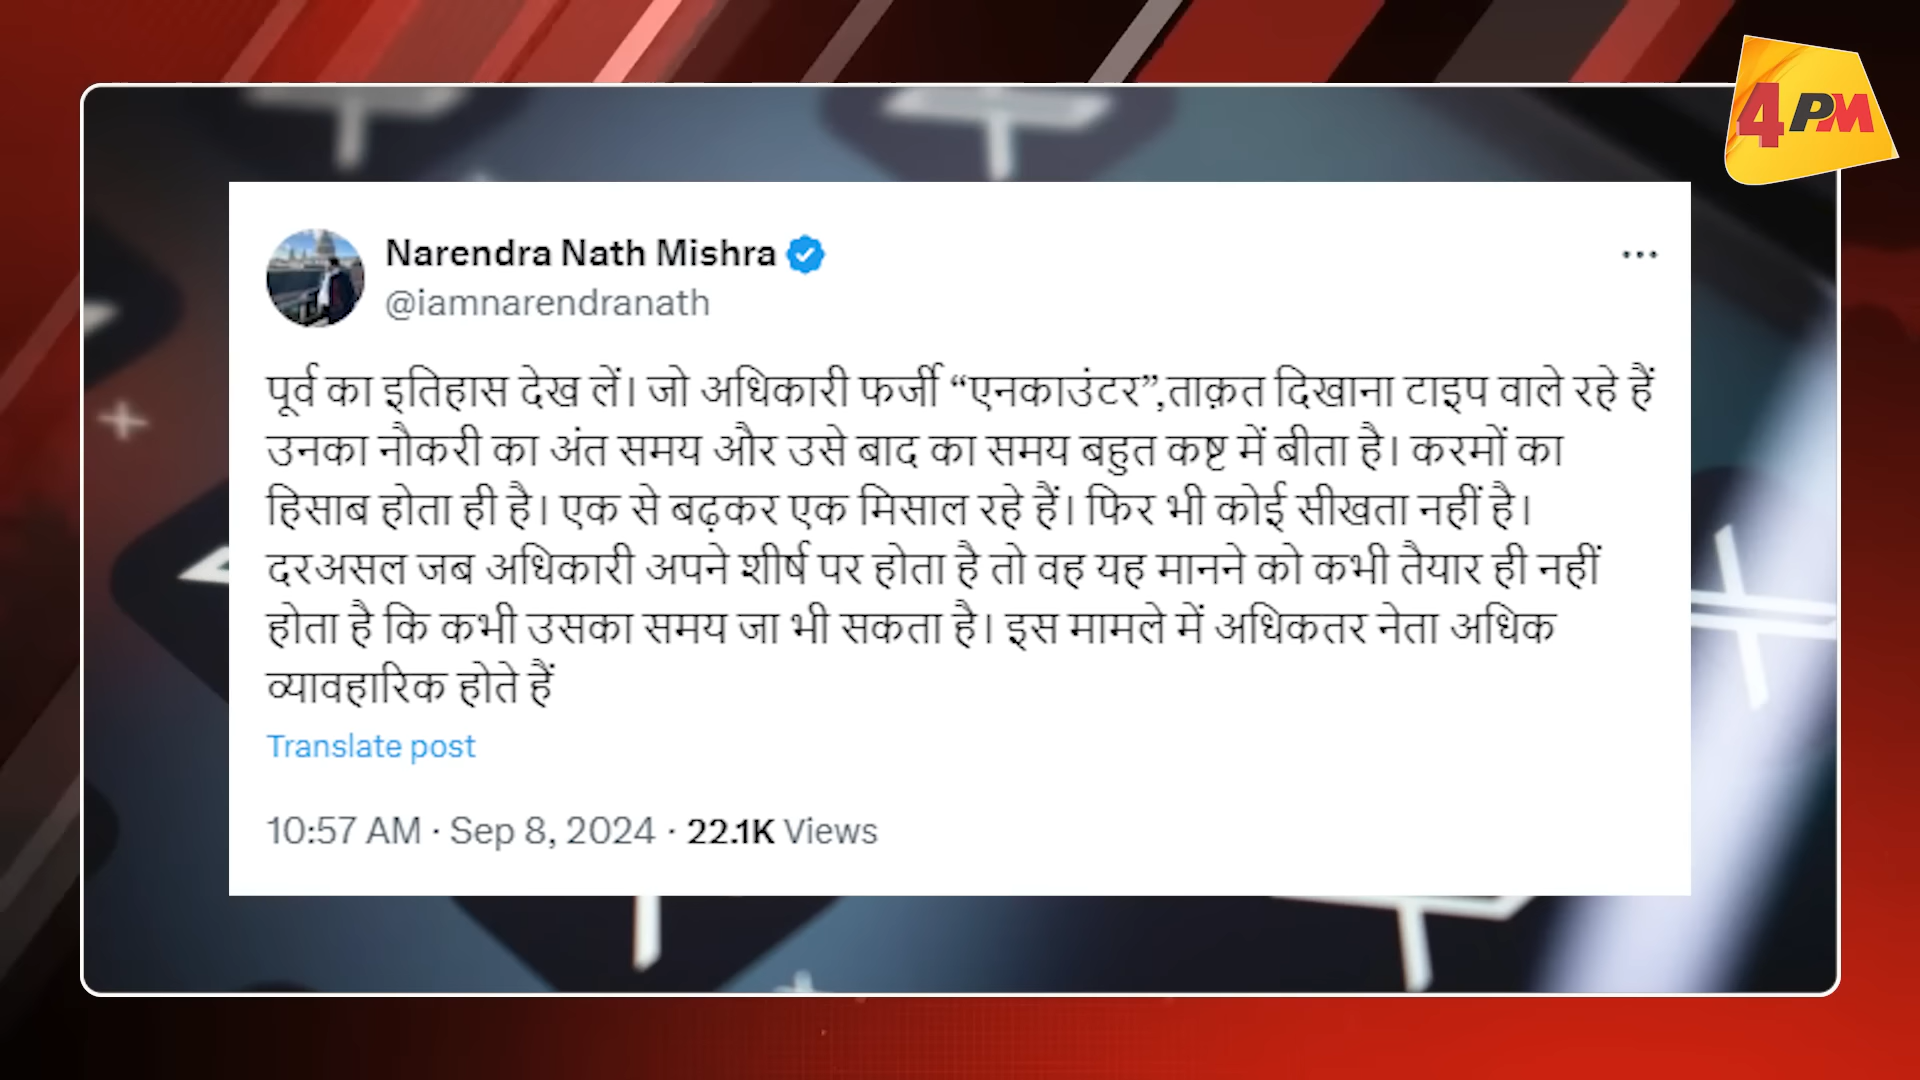 4PM
Narendra Nath Mishra
@iamnarendranath
पूर्व का इतिहास देख लें। जो अधिकारी फर्जी “एनकाउंटर”,ताक़त दिखाना टाइप वाले रहे हैं
उनका नौकरी का अंत समय और उसे बाद का समय बहुत कष्ट में बीता है। करमों का
हिसाब होता ही है। एक से बढ़कर एक मिसाल रहे हैं। फिर भी कोई सीखता नहीं है।
दरअसल जब अधिकारी अपने शीर्ष पर होता है तो वह यह मानने को कभी तैयार ही नहीं
होता है कि कभी उसका समय जा भी सकता है। इस मामले में अधिकतर नेता अधिक
व्यावहारिक होते हैं
Translate post
10:57 AM · Sep 8, 2024 · 22.1K Views